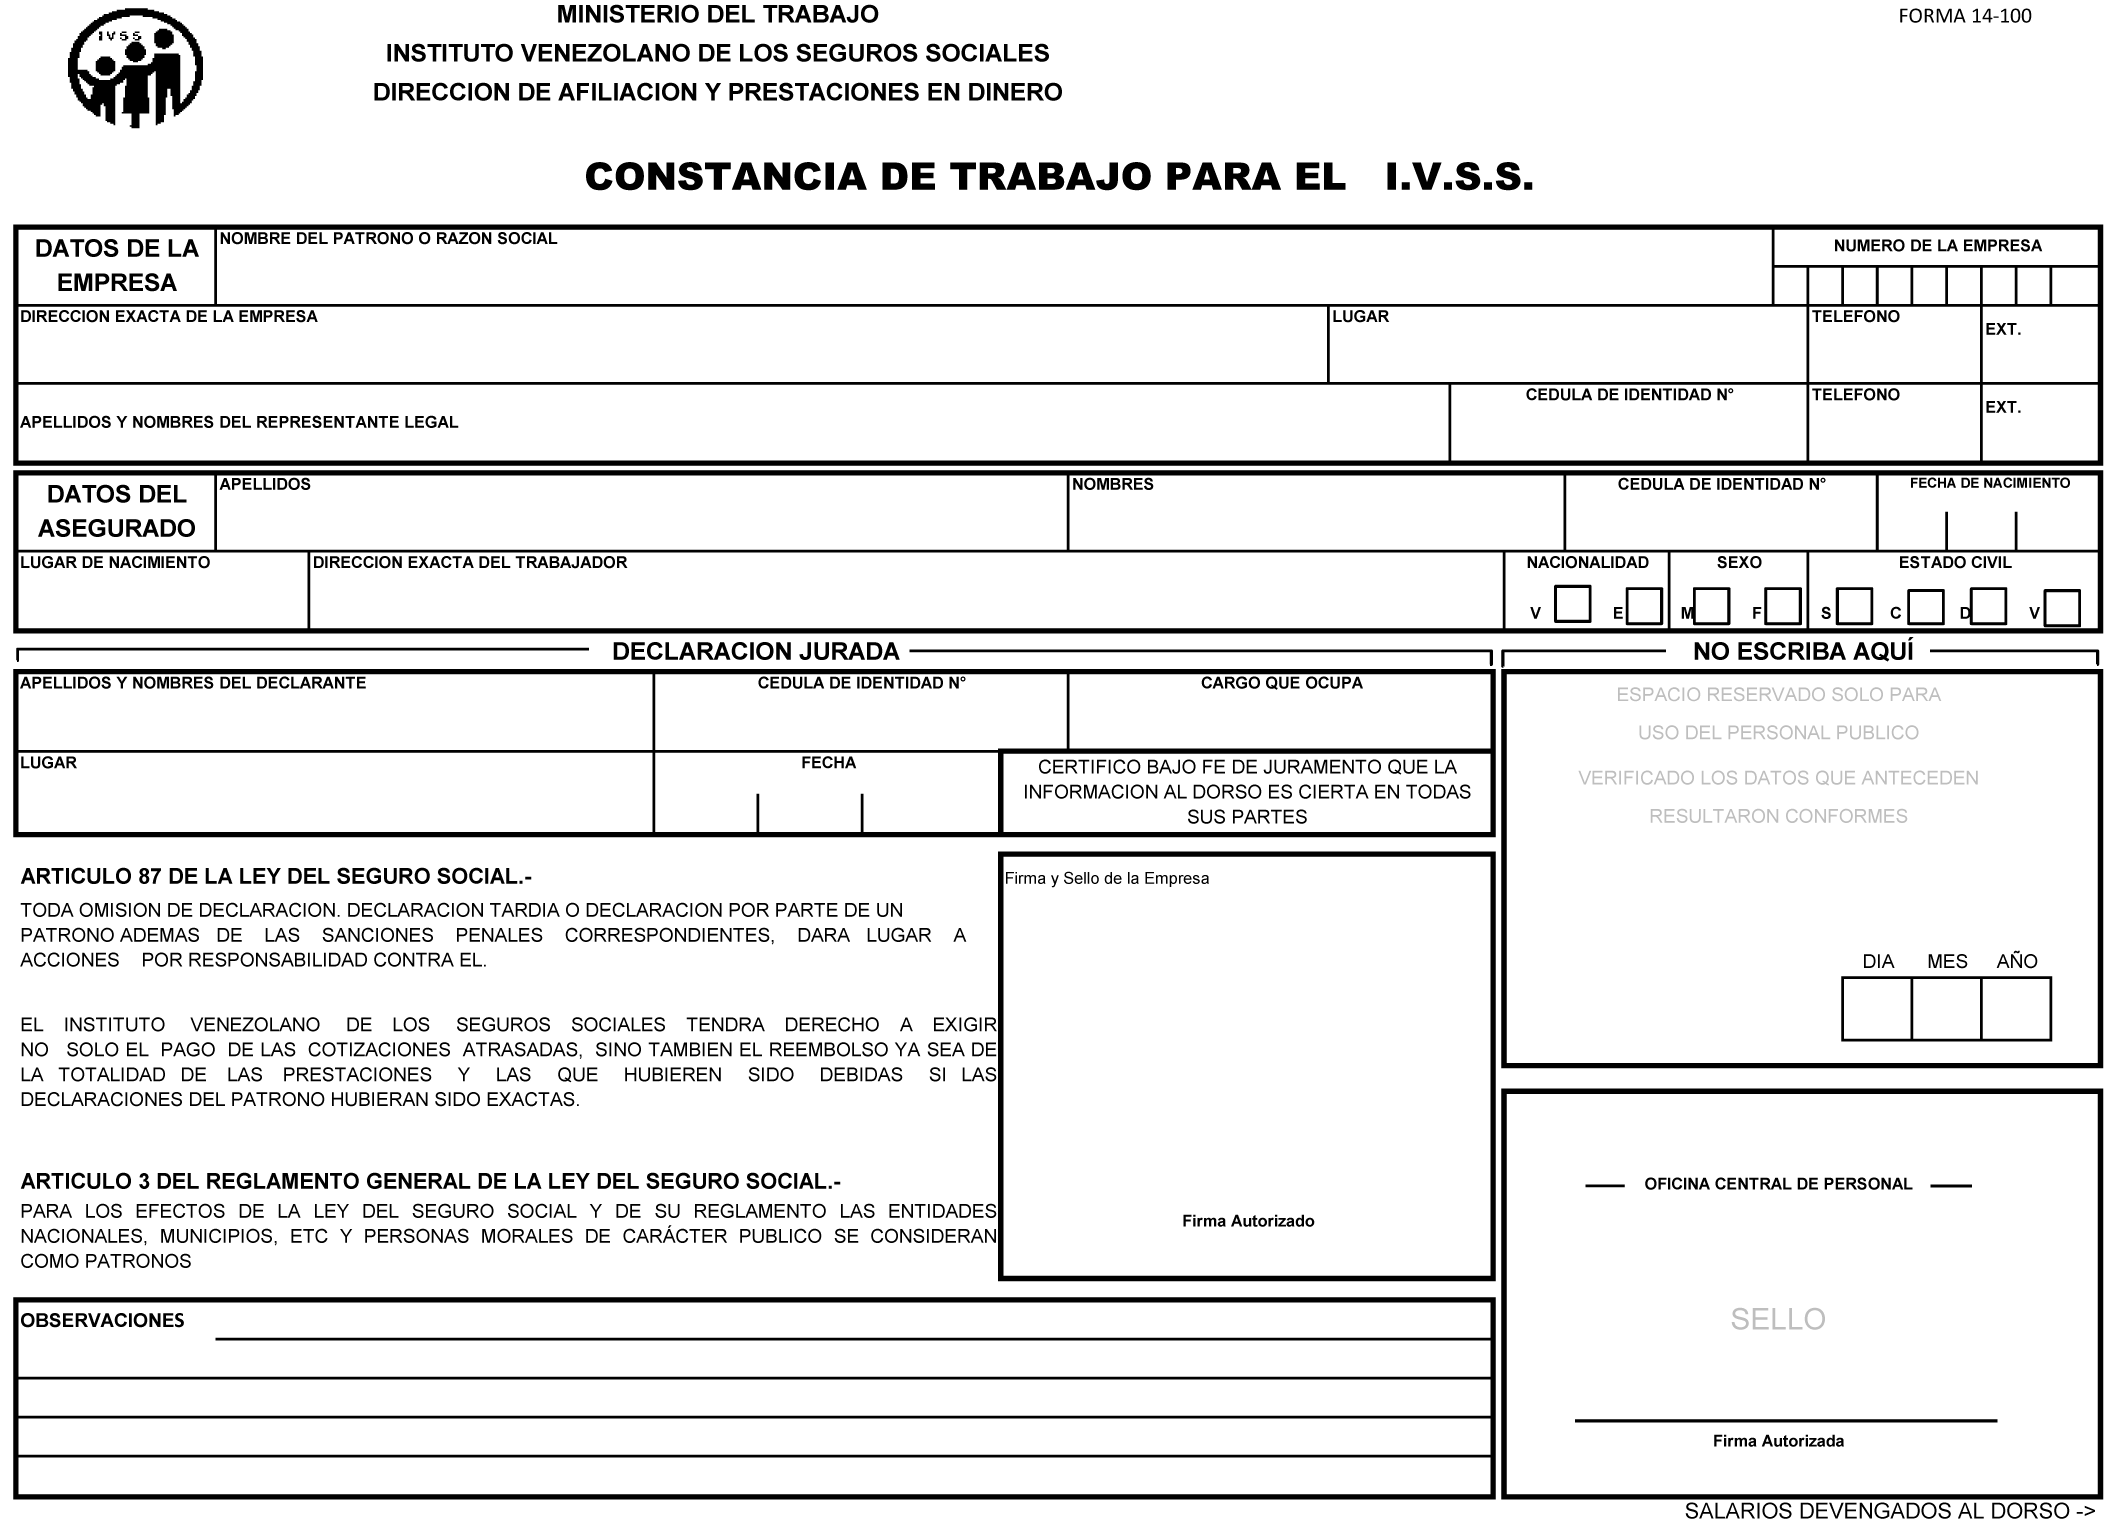 IVSS
MINISTERIO DEL TRABAJO
FORMA 14-100
INSTITUTO VENEZOLANO DE LOS SEGUROS SOCIALES
DIRECCION DE AFILIACION Y PRESTACIONES EN DINERO
CONSTANCIA DE TRABAJO PARA EL I.V.S.S.
DATOS DE LA
EMPRESA
NOMBRE DEL PATRONO O RAZON SOCIAL
NUMERO DE LA EMPRESA
DIRECCION EXACTA DE LA EMPRESA
LUGAR
TELEFONO
EXT.
APELLIDOS Y NOMBRES DEL REPRESENTANTE LEGAL
CEDULA DE IDENTIDAD N°
TELEFONO
EXT.
DATOS DEL
ASEGURADO
APELLIDOS
NOMBRES
CEDULA DE IDENTIDAD N°
FECHA DE NACIMIENTO
LUGAR DE NACIMIENTO
DIRECCION EXACTA DEL TRABAJADOR
NACIONALIDAD
V E
SEXO
M F
ESTADO CIVIL
S C D V
DECLARACION JURADA
NO ESCRIBA AQUÍ
APELLIDOS Y NOMBRES DEL DECLARANTE
CEDULA DE IDENTIDAD N°
CARGO QUE OCUPA
LUGAR
FECHA
CERTIFICO BAJO FE DE JURAMENTO QUE LA
INFORMACION AL DORSO ES CIERTA EN TODAS
SUS PARTES
ESPACIO RESERVADO SOLO PARA
USO DEL PERSONAL PUBLICO
VERIFICADO LOS DATOS QUE ANTECEDEN
RESULTARON CONFORMES
DIA MES AÑO
ARTICULO 87 DE LA LEY DEL SEGURO SOCIAL.-
TODA OMISION DE DECLARACION. DECLARACION TARDIA O DECLARACION POR PARTE DE UN
PATRONO ADEMAS DE LAS SANCIONES PENALES CORRESPONDIENTES, DARA LUGAR A
ACCIONES POR RESPONSABILIDAD CONTRA EL.
EL INSTITUTO VENEZOLANO DE LOS SEGUROS SOCIALES TENDRA DERECHO A EXIGIR
NO SOLO EL PAGO DE LAS COTIZACIONES ATRASADAS, SINO TAMBIEN EL REEMBOLSO YA SEA DE
LA TOTALIDAD DE LAS PRESTACIONES Y LAS QUE HUBIEREN SIDO DEBIDAS SI LAS
DECLARACIONES DEL PATRONO HUBIERAN SIDO EXACTAS.
ARTICULO 3 DEL REGLAMENTO GENERAL DE LA LEY DEL SEGURO SOCIAL.-
PARA LOS EFECTOS DE LA LEY DEL SEGURO SOCIAL Y DE SU REGLAMENTO LAS ENTIDADES
NACIONALES, MUNICIPIOS, ETC Y PERSONAS MORALES DE CARÁCTER PUBLICO SE CONSIDERAN
COMO PATRONOS
Firma y Sello de la Empresa
Firma Autorizado
OFICINA CENTRAL DE PERSONAL
SELLO
Firma Autorizada
OBSERVACIONES
SALARIOS DEVENGADOS AL DORSO ->